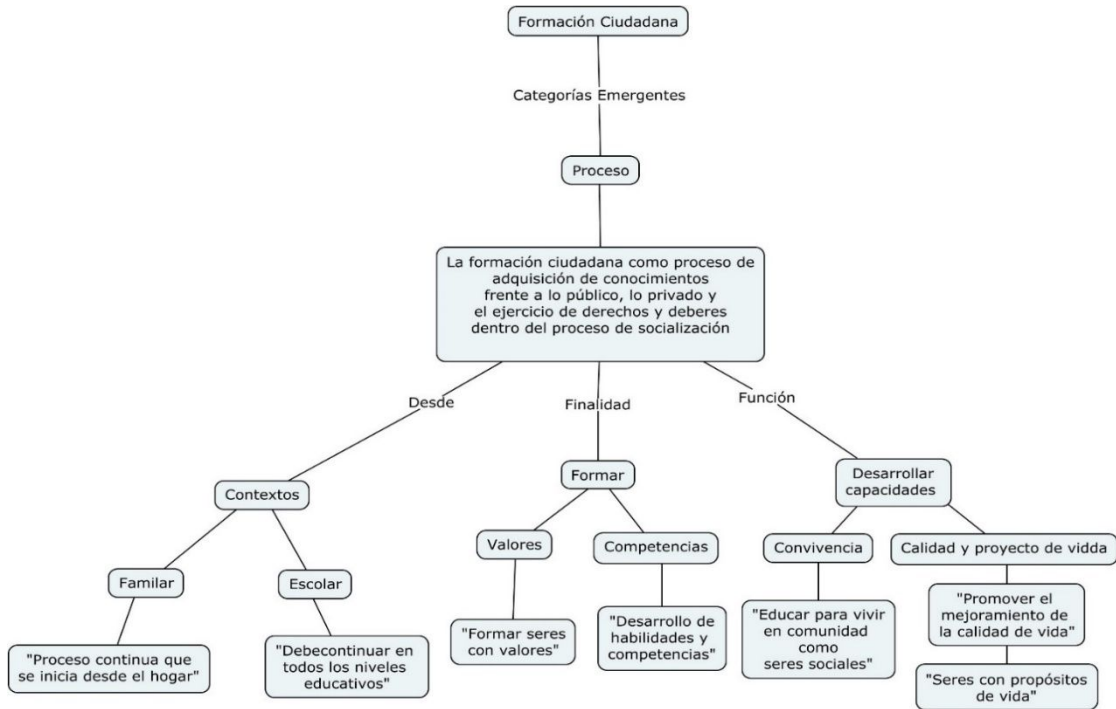 Formación Ciudadana
Categorías Emergentes
Proceso
La formación ciudadana como proceso de
adquisición de conocimientos
frente a lo público, lo privado y
el ejercicio de derechos y deberes
dentro del proceso de socialización
Desde
Finalidad
Función
Contextos
Formar
Desarrollar
capacidades
Familar
Escolar
Valores
Competencias
Convivencia
Calidad y proyecto de vidda
"Proceso continua que
se inicia desde el hogar"
"Debecontinuar en
todos los niveles
educativos"
"Formar seres
con valores"
"Desarrollo de
habilidades y
competencias"
"Educar para vivir
en comunidad
como
seres sociales"
"Promover el
mejoramiento de
la calidad de vida"
"Seres con propósitos
de vida"